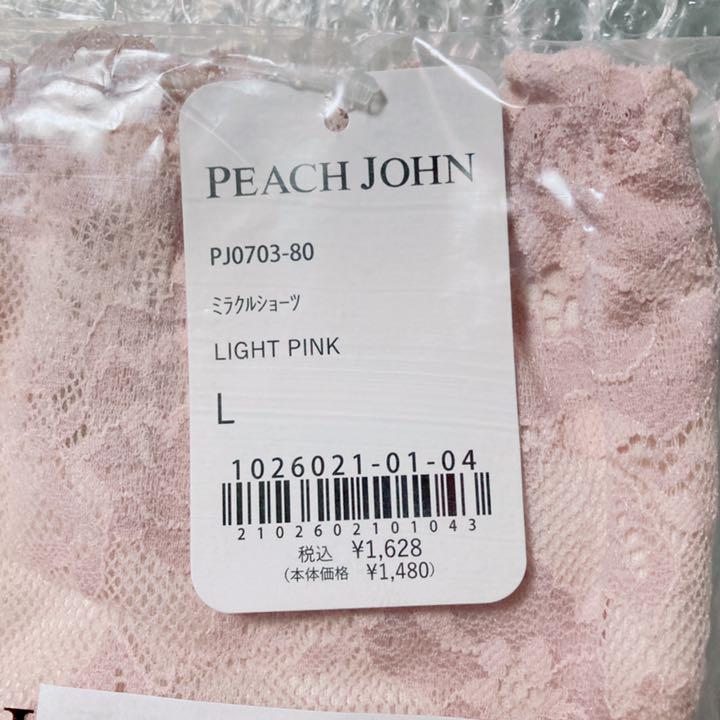 PEACH JOHN
PJ0703-80
ﾐﾗｸﾙｼｮｰﾂ
LIGHT PINK
L
1026021-01-04
2102602101043
税込 ¥1,628
(本体価格 ¥1,480)